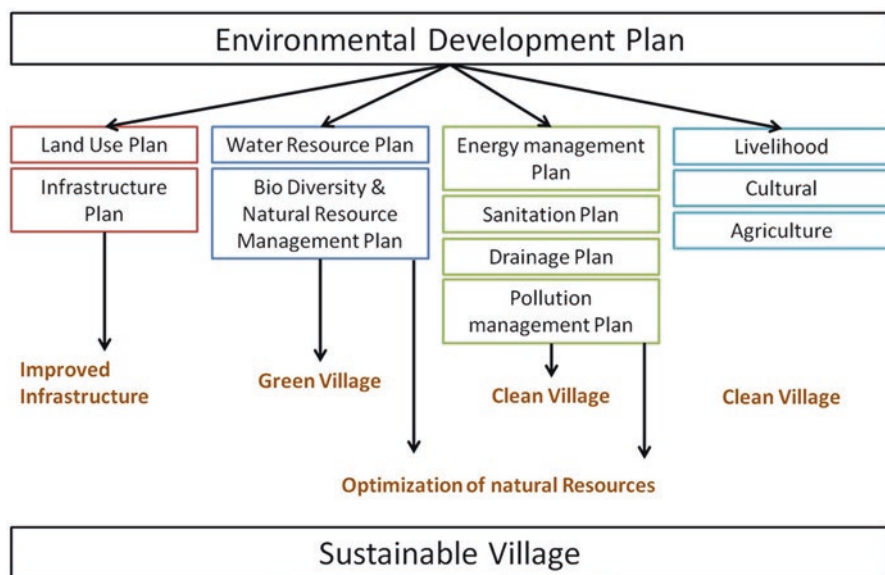 Environmental Development Plan
Land Use Plan
Infrastructure
Plan
Water Resource Plan
Bio Diversity &
Natural Resource
Management Plan
Energy management
Plan
Sanitation Plan
Drainage Plan
Pollution
management Plan
Livelihood
Cultural
Agriculture
Improved
Infrastructure
Green Village
Clean Village
Clean Village
Optimization of natural Resources
Sustainable Village